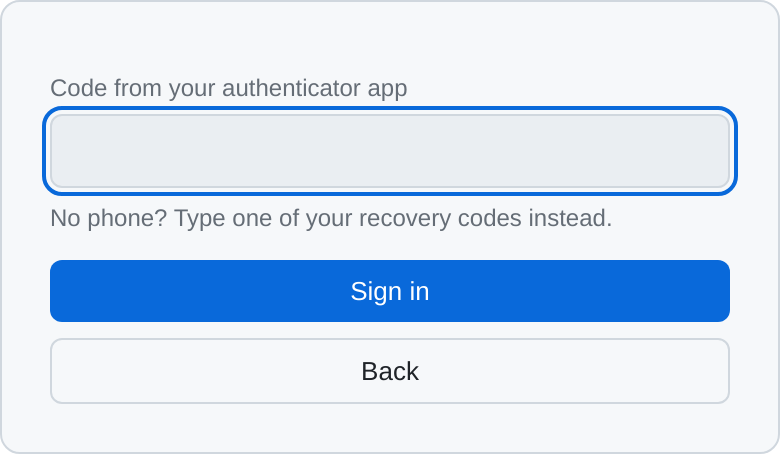 Code from your authenticator app
No phone? Type one of your recovery codes instead.
Sign in
Back